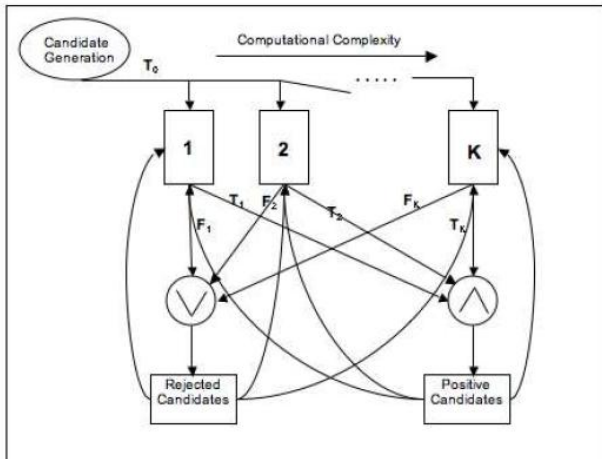 Candidate
Generation
Computational Complexity
T0
.....
1
2
K
T1
F2
T2
FK
F1
TK
∨
∧
Rejected
Candidates
Positive
Candidates